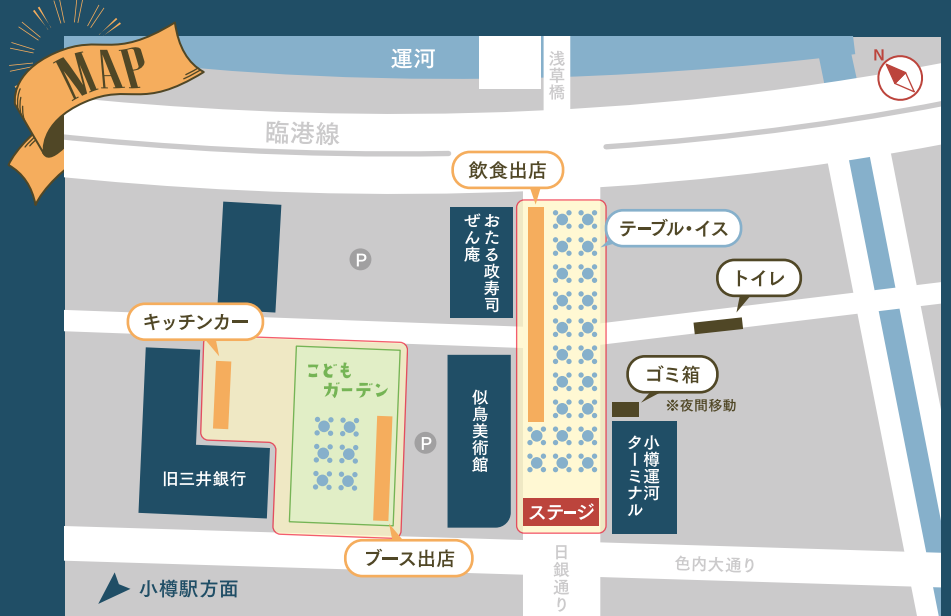 MAP
運河
浅草橋
N
臨港線
飲食出店
テーブル・イス
おたる政寿司
ぜん庵
P
トイレ
キッチンカー
こども
ガーデン
ゴミ箱
※夜間移動
似鳥美術館
P
小樽運河
ターミナル
旧三井銀行
ステージ
ブース出店
日銀通り
色内大通り
小樽駅方面